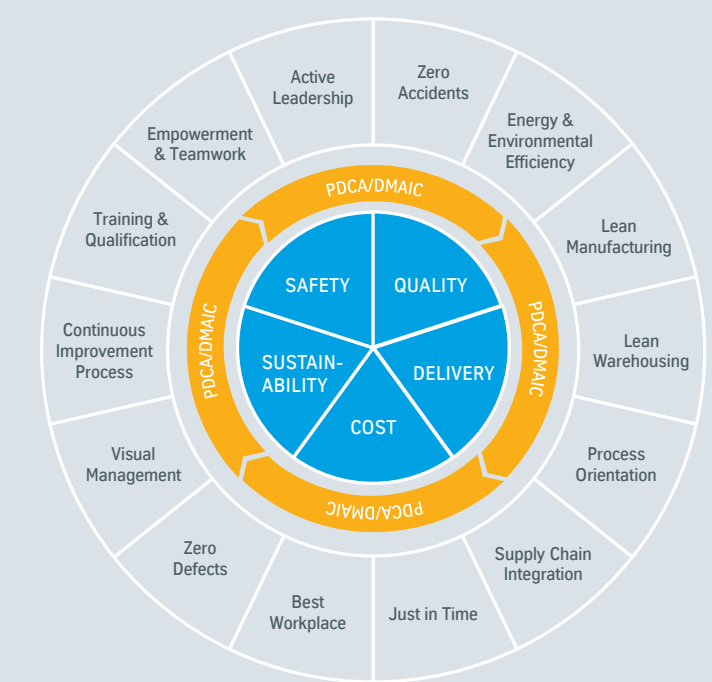 Active
Leadership
Zero
Accidents
Energy &
Environmental
Efficiency
Lean
Manufacturing
Lean
Warehousing
Process
Orientation
Supply Chain
Integration
Just in Time
Best
Workplace
Zero
Defects
Visual
Management
Continuous
Improvement
Process
Training &
Qualification
Empowerment
& Teamwork
PDCA/DMAIC
PDCA/DMAIC
PDCA/DMAIC
PDCA/DMAIC
SAFETY
QUALITY
DELIVERY
COST
SUSTAIN-
ABILITY